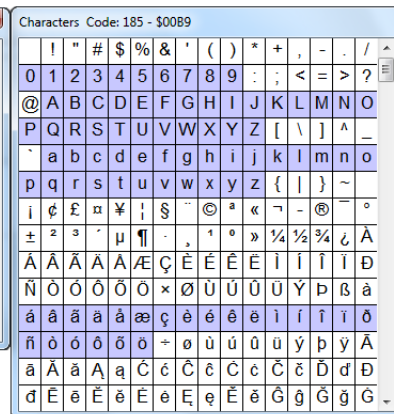 Characters Code: 185 - $00B9
! " # $ % & ' ( ) * + , - . /
0 1 2 3 4 5 6 7 8 9 : ; < = > ?
@ A B C D E F G H I J K L M N O
P Q R S T U V W X Y Z [ \ ] ^ _
` a b c d e f g h i j k l m n o
p q r s t u v w x y z { | } ~
¡ ¢ £ ¤ ¥ ¦ § ¨ © ª « ¬ - ® ¯ °
± ² ³ ´ µ ¶ · ¸ ¹ º » ¼ ½ ¾ ¿ À
Á Â Ã Ä Å Æ Ç È É Ê Ë Ì Í Î Ï Ð
Ñ Ò Ó Ô Õ Ö × Ø Ù Ú Û Ü Ý Þ ß à
á â ã ä å æ ç è é ê ë ì í î ï ð
ñ ò ó ô õ ö ÷ ø ù ú û ü ý þ ÿ Ā
ā Ă ă Ą ą Ć ć Ĉ ĉ Ċ ċ Č č Ď ď Đ
đ Ē ē Ĕ ĕ Ė ė Ę ę Ě ě Ĝ ĝ Ğ ğ Ġ